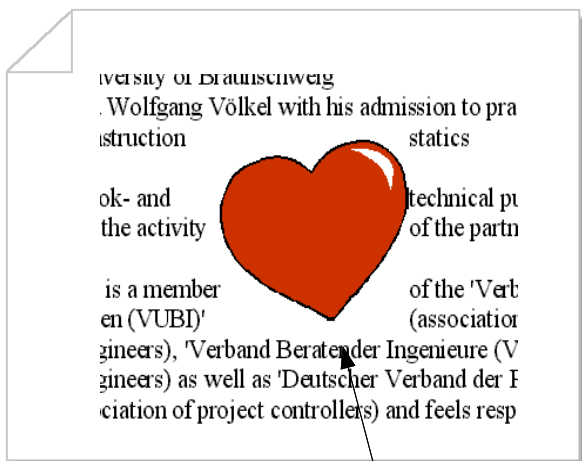 iversity of Braunschweig
. Wolfgang Völkel with his admission to pra
istruction statics
ok- and technical pu
the activity of the partn
is a member of the 'Verb
en (VUBI)' (association
gineers), 'Verband Beratender Ingenieure (V
gineers) as well as 'Deutscher Verband der F
ciation of project controllers) and feels resp